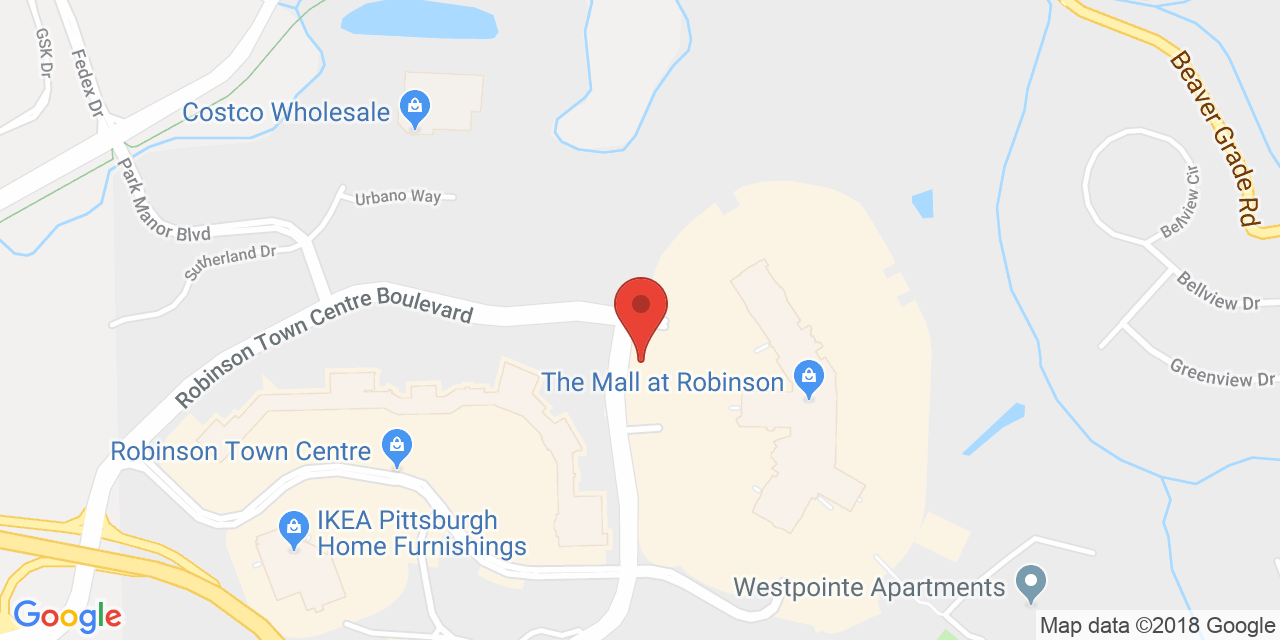 GSK Dr
Fedex Dr
Costco Wholesale
Beaver Grade Rd
Park Manor Blvd
Urbano Way
Sutherland Dr
Bellview Cir
Bellview Dr
Robinson Town Centre Boulevard
The Mall at Robinson
Greenview Dr
Robinson Town Centre
IKEA Pittsburgh
Home Furnishings
Westpointe Apartments
Google
Map data ©2018 Google